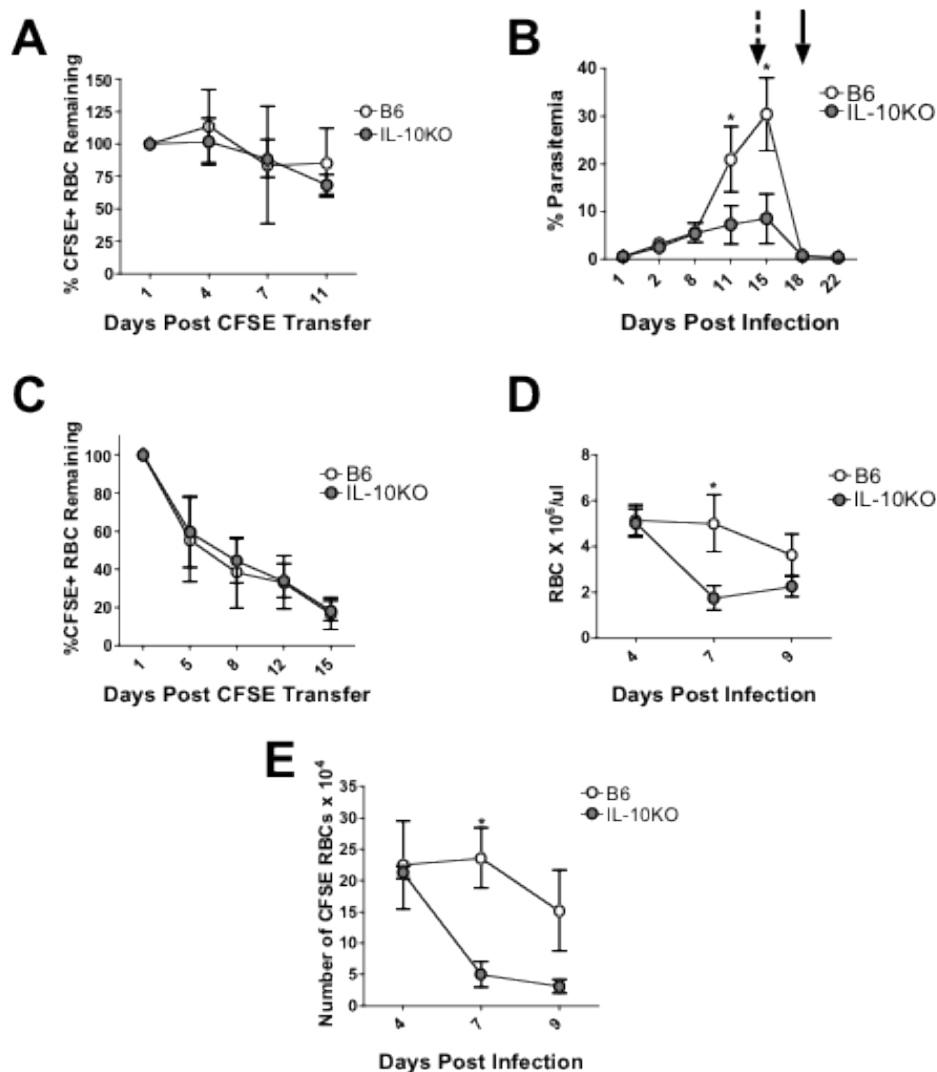 A
% CFSE+ RBC Remaining
150
125
100
75
50
25
0
1
4
7
11
Days Post CFSE Transfer
B6
IL-10KO
B
% Parasitemia
40
30
20
10
0
*
*
1
2
8
11
15
18
22
Days Post Infection
B6
IL-10KO
C
%CFSE+ RBC Remaining
100
80
60
40
20
0
1
5
8
12
15
Days Post CFSE Transfer
B6
IL-10KO
D
RBC X 10⁶/ul
8
6
4
2
0
*
4
7
9
Days Post Infection
B6
IL-10KO
E
Number of CFSE RBCs x 10⁴
35
30
25
20
15
10
5
0
*
4
7
9
Days Post Infection
B6
IL-10KO